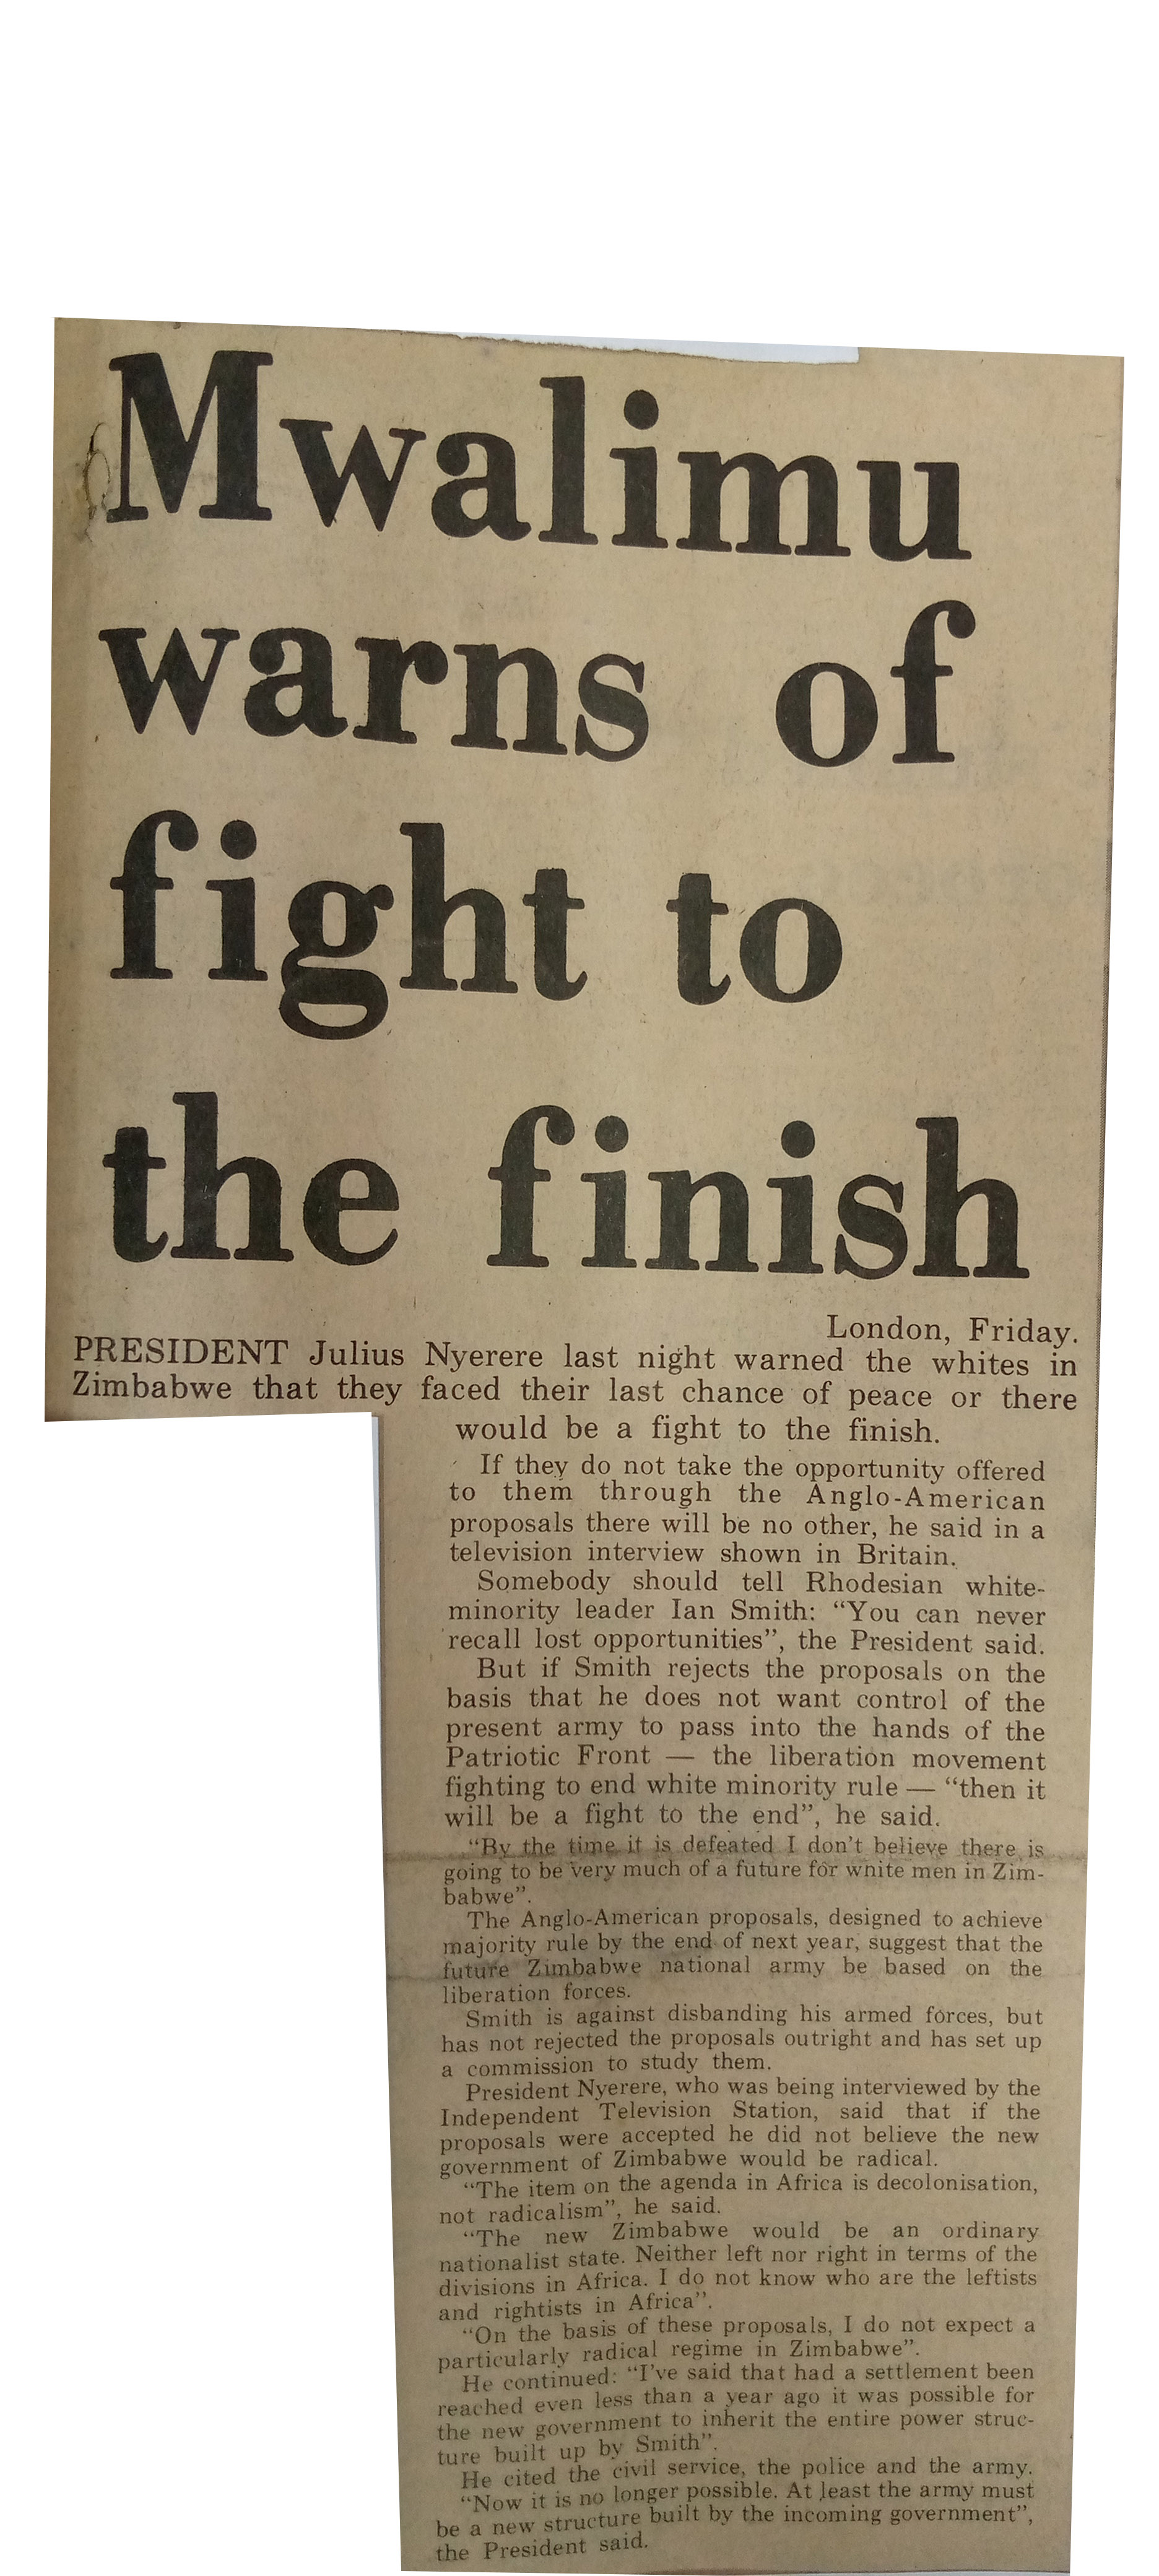 Mwalimu
warns of
fight to
the finish
London, Friday.
PRESIDENT Julius Nyerere last night warned the whites in
Zimbabwe that they faced their last chance of peace or there
would be a fight to the finish.
If they do not take the opportunity offered
to them through the Anglo-American
proposals there will be no other, he said in a
television interview shown in Britain.
Somebody should tell Rhodesian white-
minority leader Ian Smith: “You can never
recall lost opportunities”, the President said.
But if Smith rejects the proposals on the
basis that he does not want control of the
present army to pass into the hands of the
Patriotic Front — the liberation movement
fighting to end white minority rule — “then it
will be a fight to the end”, he said.
“By the time it is defeated I don’t believe there is
going to be very much of a future for white men in Zim-
babwe”.
The Anglo-American proposals, designed to achieve
majority rule by the end of next year, suggest that the
future Zimbabwe national army be based on the
liberation forces.
Smith is against disbanding his armed forces, but
has not rejected the proposals outright and has set up
a commission to study them.
President Nyerere, who was being interviewed by the
Independent Television Station, said that if the
proposals were accepted he did not believe the new
government of Zimbabwe would be radical.
“The item on the agenda in Africa is decolonisation,
not radicalism”, he said.
“The new Zimbabwe would be an ordinary
nationalist state. Neither left nor right in terms of the
divisions in Africa. I do not know who are the leftists
and rightists in Africa”.
“On the basis of these proposals, I do not expect a
particularly radical regime in Zimbabwe”.
He continued: “I’ve said that had a settlement been
reached even less than a year ago it was possible for
the new government to inherit the entire power struc-
ture built up by Smith”.
He cited the civil service, the police and the army.
“Now it is no longer possible. At least the army must
be a new structure built by the incoming government”,
the President said.